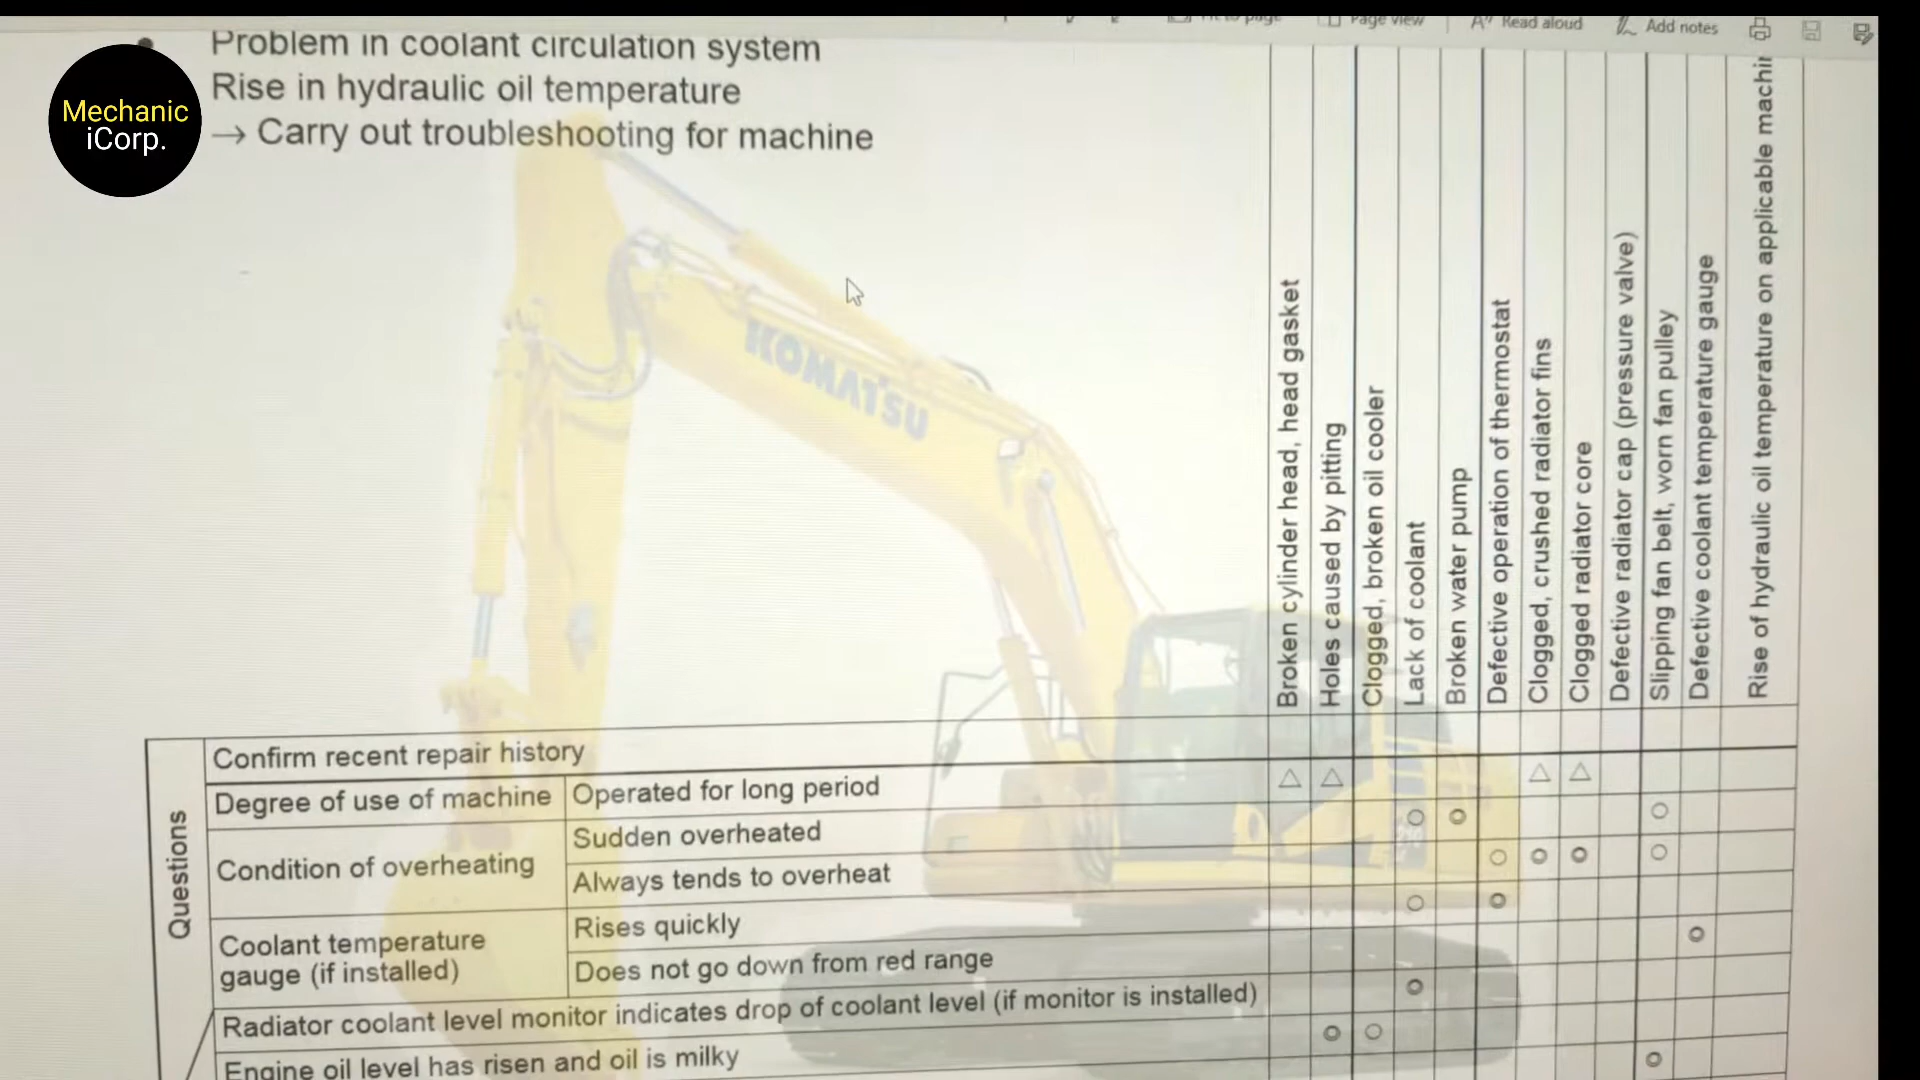 Page view
Read aloud
Add notes
Problem in coolant circulation system
Rise in hydraulic oil temperature
→ Carry out troubleshooting for machine
Mechanic
iCorp.
KOMATSU
Broken cylinder head, head gasket
Holes caused by pitting
Clogged, broken oil cooler
Lack of coolant
Broken water pump
Defective operation of thermostat
Clogged, crushed radiator fins
Clogged radiator core
Defective radiator cap (pressure valve)
Slipping fan belt, worn fan pulley
Defective coolant temperature gauge
Rise of hydraulic oil temperature on applicable machin
Questions
Confirm recent repair history
Degree of use of machine
Operated for long period
Condition of overheating
Sudden overheated
Always tends to overheat
Coolant temperature
gauge (if installed)
Rises quickly
Does not go down from red range
Radiator coolant level monitor indicates drop of coolant level (if monitor is installed)
Engine oil level has risen and oil is milky